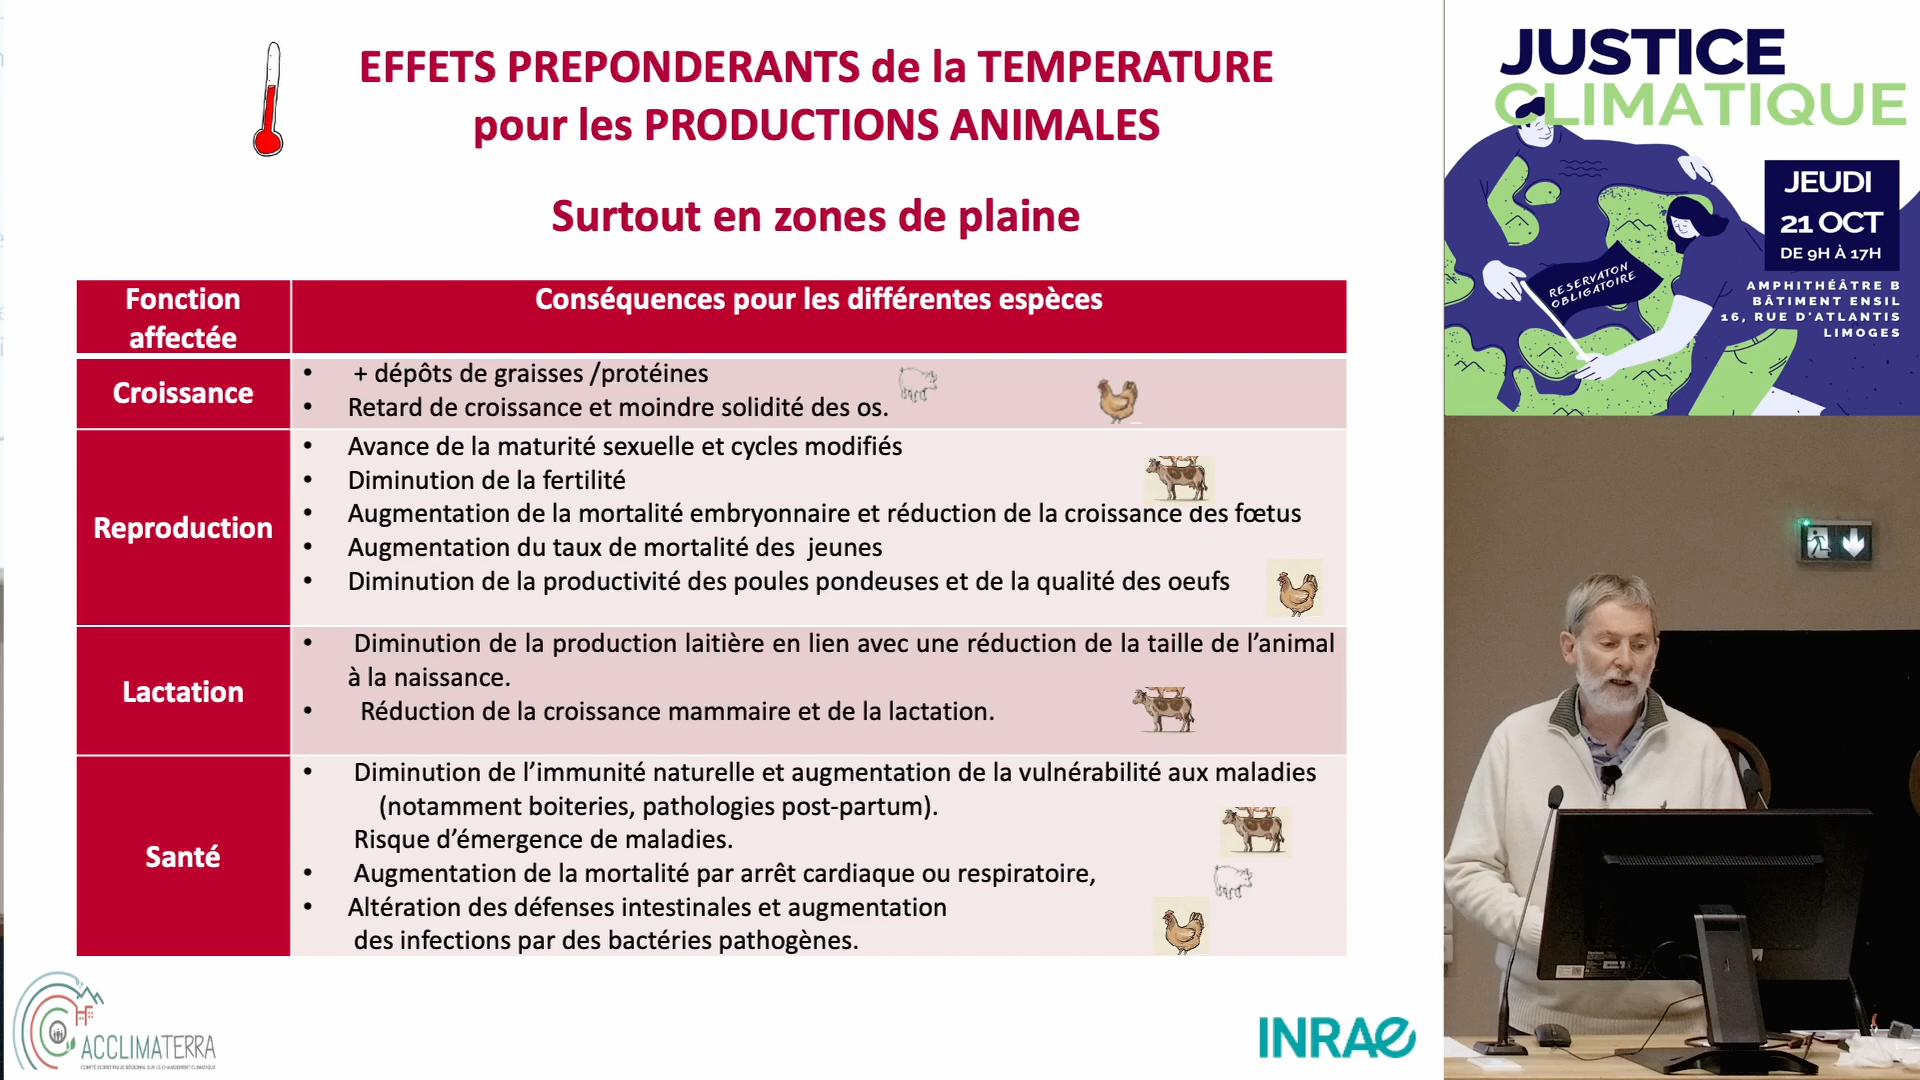 EFFETS PREPONDERANTS de la TEMPERATURE
pour les PRODUCTIONS ANIMALES
Surtout en zones de plaine
Fonction
affectée
Conséquences pour les différentes espèces
Croissance
• + dépôts de graisses /protéines
• Retard de croissance et moindre solidité des os.
Reproduction
• Avance de la maturité sexuelle et cycles modifiés
• Diminution de la fertilité
• Augmentation de la mortalité embryonnaire et réduction de la croissance des fœtus
• Augmentation du taux de mortalité des jeunes
• Diminution de la productivité des poules pondeuses et de la qualité des oeufs
Lactation
• Diminution de la production laitière en lien avec une réduction de la taille de l’animal
à la naissance.
• Réduction de la croissance mammaire et de la lactation.
Santé
• Diminution de l’immunité naturelle et augmentation de la vulnérabilité aux maladies
(notamment boiteries, pathologies post-partum).
Risque d’émergence de maladies.
• Augmentation de la mortalité par arrêt cardiaque ou respiratoire,
• Altération des défenses intestinales et augmentation
des infections par des bactéries pathogènes.
ACCLIMATERRA
COMITÉ SCIENTIFIQUE RÉGIONAL SUR LE CHANGEMENT CLIMATIQUE
INRAE
JUSTICE
CLIMATIQUE
JEUDI
21 OCT
DE 9H À 17H
RESERVATON
OBLIGATOIRE
AMPHITHÉÂTRE B
BÂTIMENT ENSIL
16, RUE D'ATLANTIS
LIMOGES